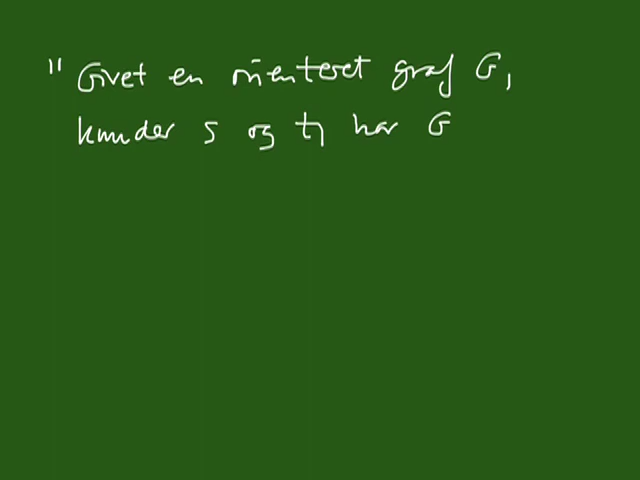 "Givet en orienteret graf G,
knuder s og t, har G